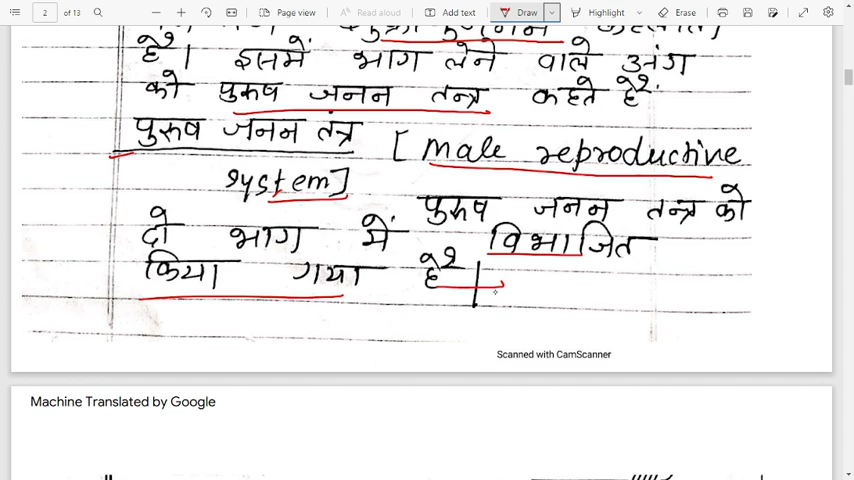 2 of 13 Page view Read aloud Add text Draw Highlight Erase
है। इसमें भाग लेने वाले अंग
को पुरुष जनन तन्त्र कहते है।
पुरुष जनन तंत्र [ male reproductive
system]
पुरुष जनन तन्त्र को
दो भाग में विभाजित
किया गया है।
Scanned with CamScanner
Machine Translated by Google